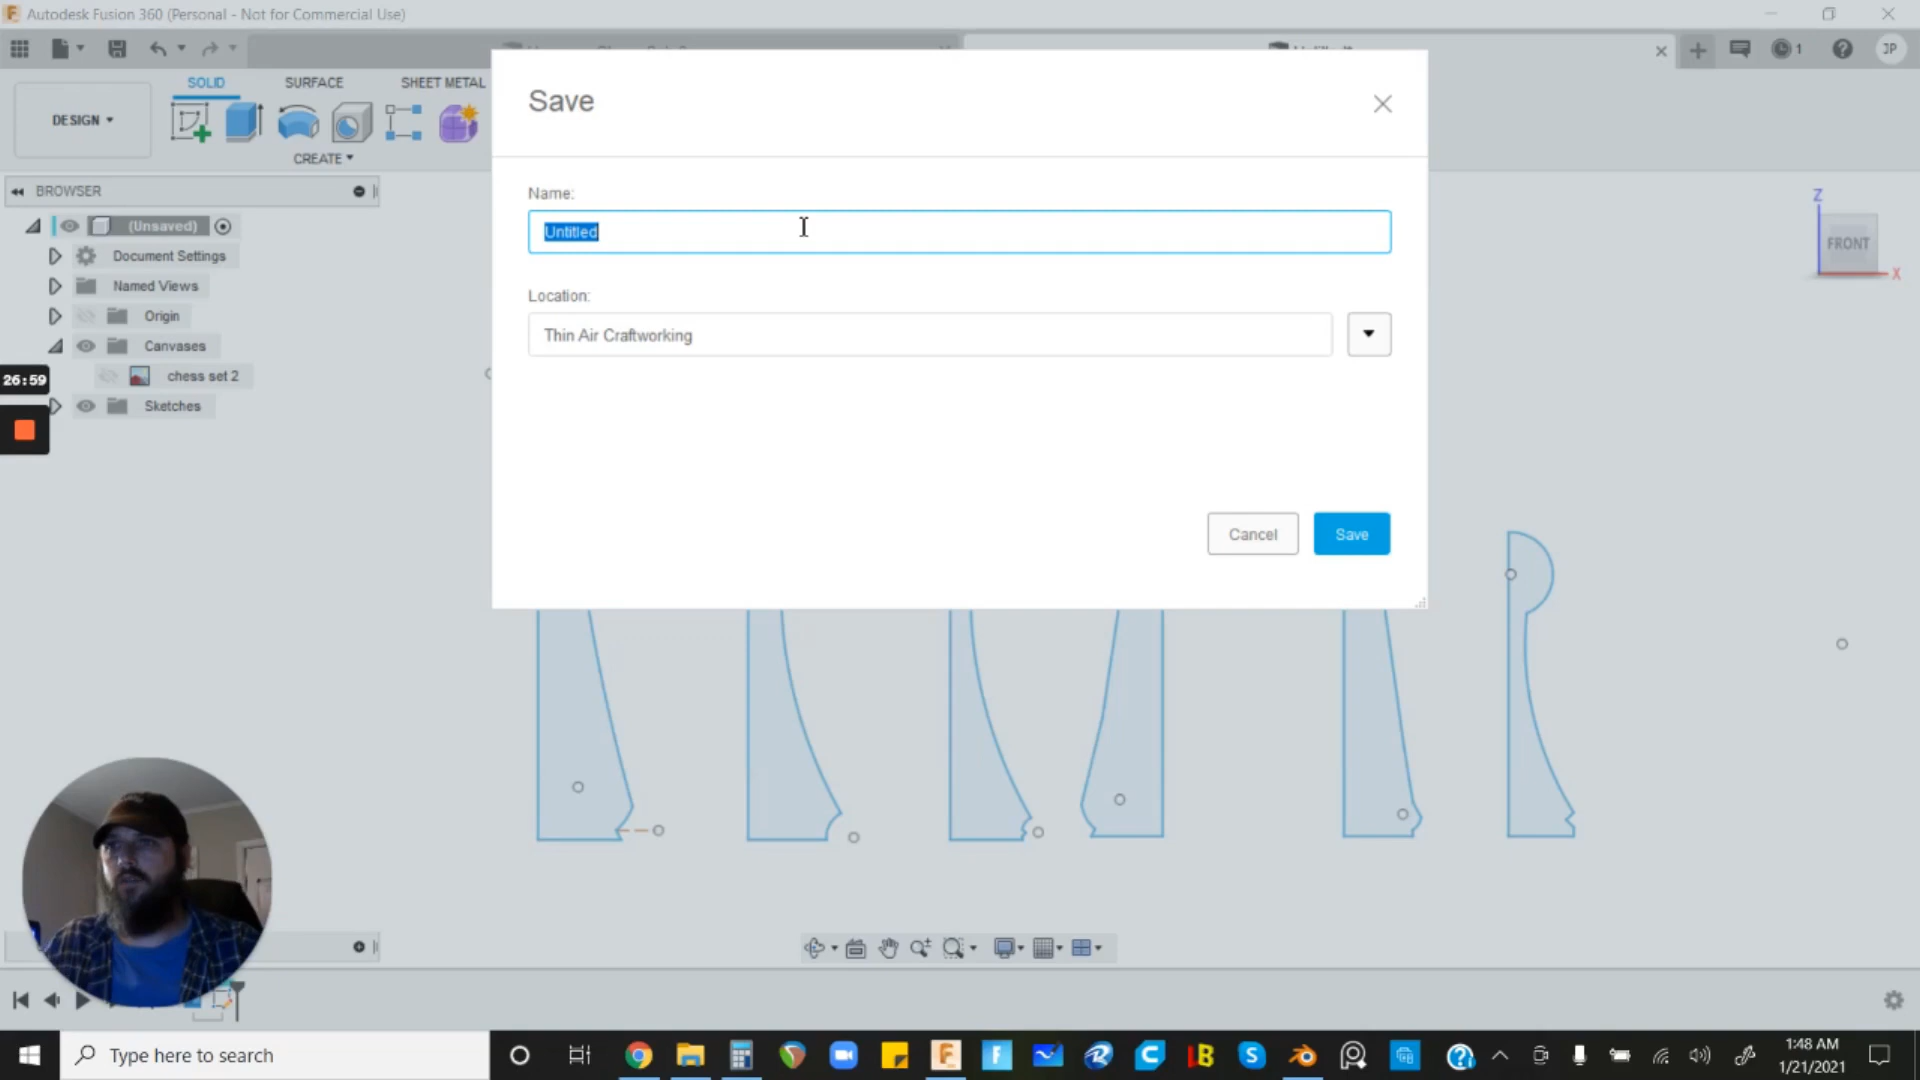 Autodesk Fusion 360 (Personal - Not for Commercial Use)
1
JP
SOLID
SURFACE
SHEET METAL
DESIGN
CREATE
BROWSER
(Unsaved)
Document Settings
Named Views
Origin
Canvases
chess set 2
Sketches
26:59
Save
Name:
Untitled
Location:
Thin Air Craftworking
Cancel
Save
Z
FRONT
X
Type here to search
1:48 AM
1/21/2021